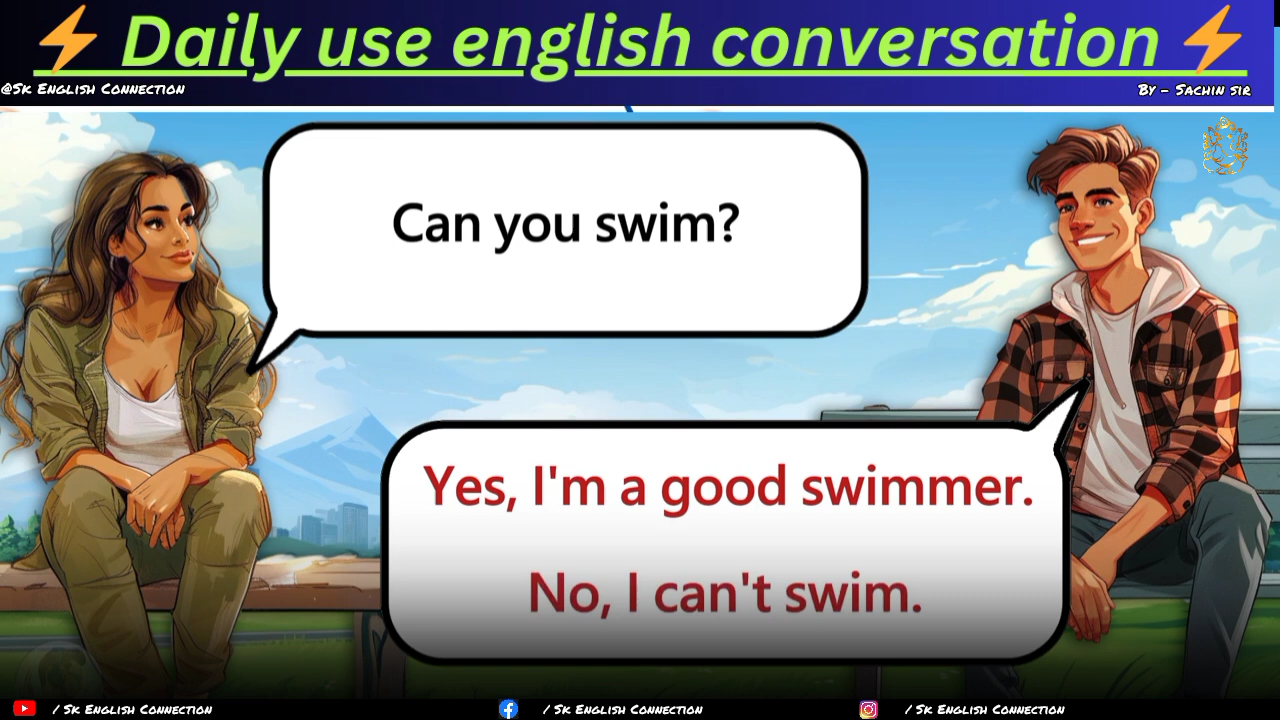 ⚡ Daily use english conversation ⚡
@Sk English Connection
By - Sachin sir
Can you swim?
Yes, I'm a good swimmer.
No, I can't swim.
/ Sk English Connection
/ Sk English Connection
/ Sk English Connection